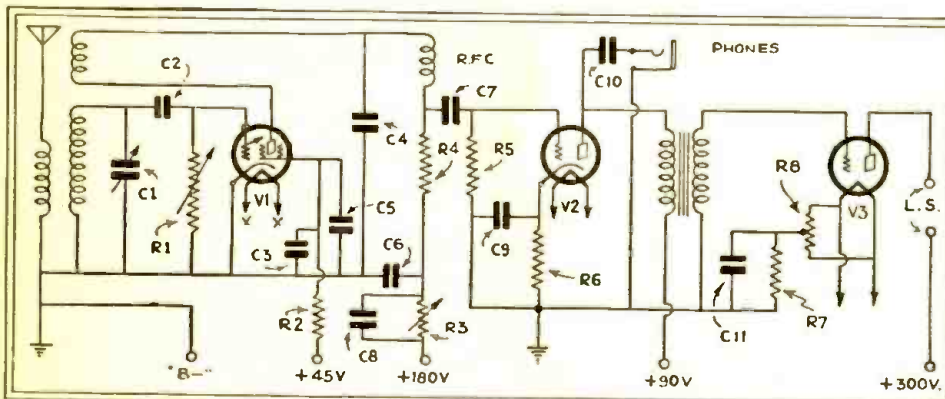 C2
RFC
PHONES
C10
C7
C4
R4
R5
R8
C1
V1
C5
V2
V3
L.S.
R1
C3
C6
C9
R6
R2
C8
R3
C11
R7
"B-"
x x
+45V
+180V
+90V
+300V.